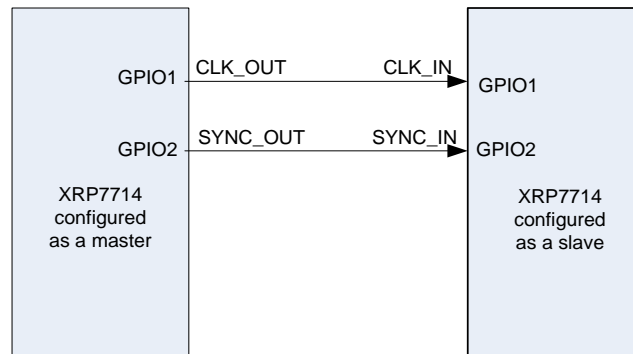 CLK_OUT
CLK_IN
GPIO1
GPIO1
SYNC_OUT
SYNC_IN
GPIO2
GPIO2
XRP7714
configured
as a master
XRP7714
configured
as a slave